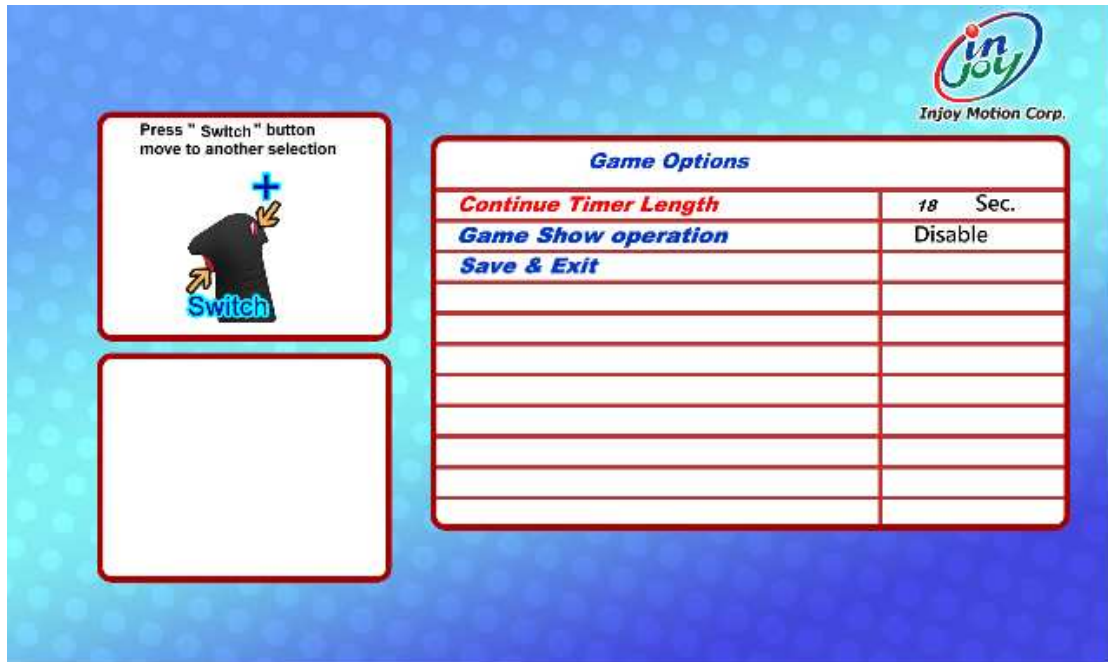 in
joy
Injoy Motion Corp.
Press " Switch " button
move to another selection
+
Switch
Game Options
Continue Timer Length 18 Sec.
Game Show operation Disable
Save & Exit